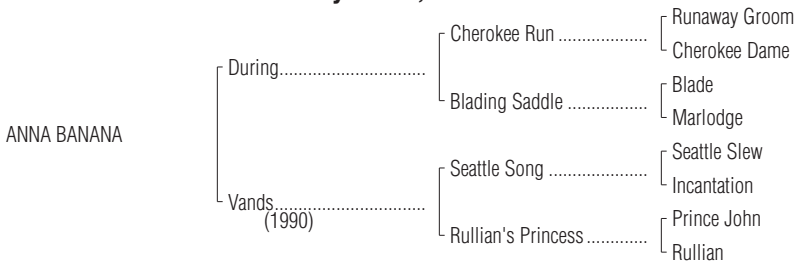 Runaway Groom
Cherokee Run ...................
Cherokee Dame
During...............................
Blade
Blading Saddle .................
Marlodge
ANNA BANANA
Seattle Slew
Seattle Song .....................
Incantation
Vands................................
(1990)
Prince John
Rullian's Princess.............
Rullian